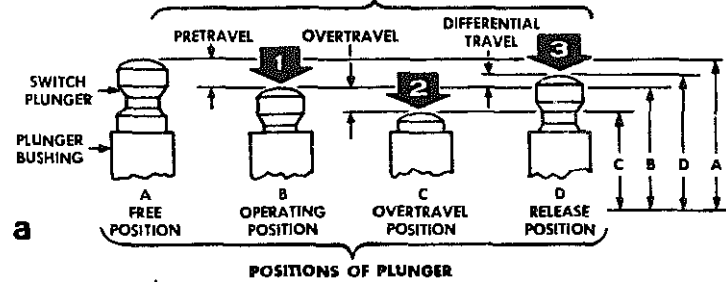 PRETRAVEL OVERTRAVEL DIFFERENTIAL
TRAVEL
1 2 3
SWITCH
PLUNGER
PLUNGER
BUSHING
C B D A
A B C D
FREE OPERATING OVERTRAVEL RELEASE
POSITION POSITION POSITION POSITION
a
POSITIONS OF PLUNGER